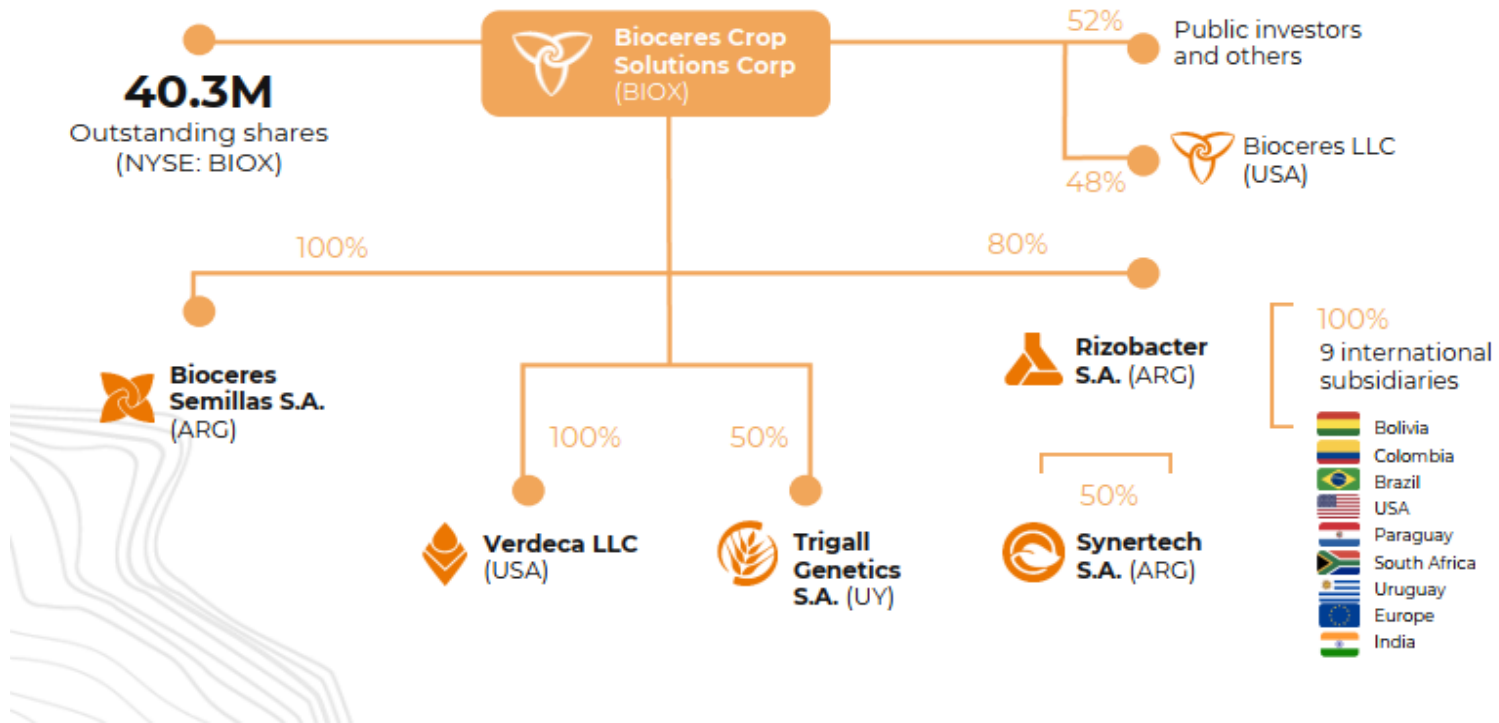 40.3M
Outstanding shares
(NYSE: BIOX)
Bioceres Crop
Solutions Corp
(BIOX)
52%
Public investors
and others
48%
Bioceres LLC
(USA)
100%
80%
Bioceres
Semillas S.A.
(ARG)
100%
50%
Verdeca LLC
(USA)
Trigall
Genetics
S.A. (UY)
Rizobacter
S.A. (ARG)
50%
Synertech
S.A. (ARG)
100%
9 international
subsidiaries
Bolivia
Colombia
Brazil
USA
Paraguay
South Africa
Uruguay
Europe
India